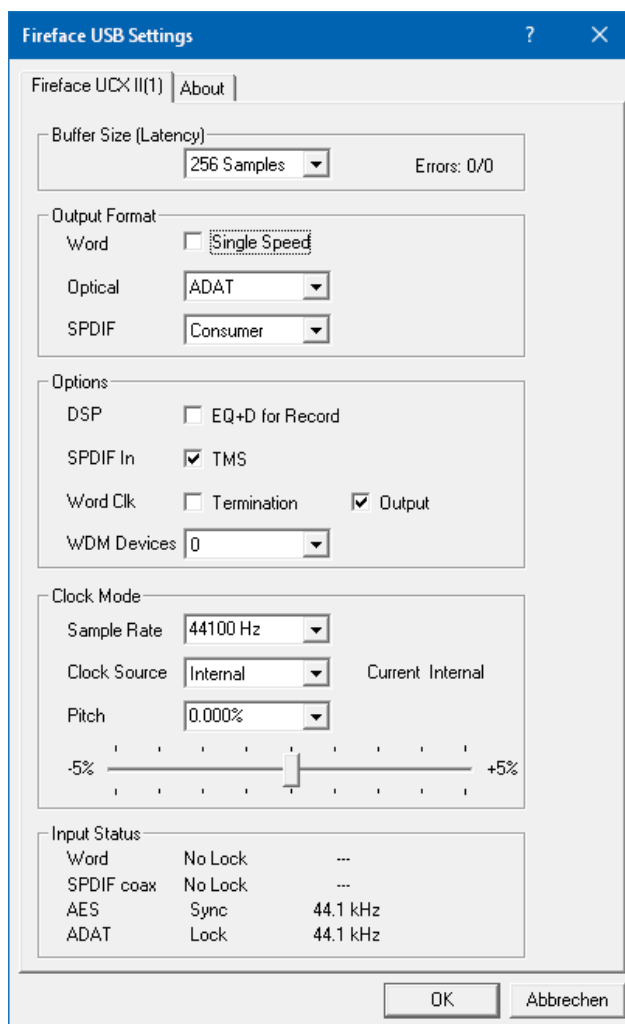 Fireface USB Settings ?
Fireface UCX II(1) About
Buffer Size (Latency)
256 Samples Errors: 0/0
Output Format
Word Single Speed
Optical ADAT
SPDIF Consumer
Options
DSP EQ+D for Record
SPDIF In TMS
Word Clk Termination Output
WDM Devices 0
Clock Mode
Sample Rate 44100 Hz
Clock Source Internal Current Internal
Pitch 0.000%
-5% +5%
Input Status
Word No Lock ---
SPDIF coax No Lock ---
AES Sync 44.1 kHz
ADAT Lock 44.1 kHz
OK Abbrechen